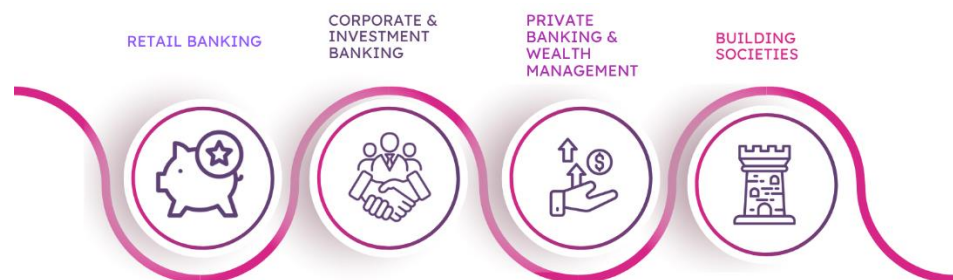 RETAIL BANKING
CORPORATE &
INVESTMENT
BANKING
PRIVATE
BANKING &
WEALTH
MANAGEMENT
BUILDING
SOCIETIES
$